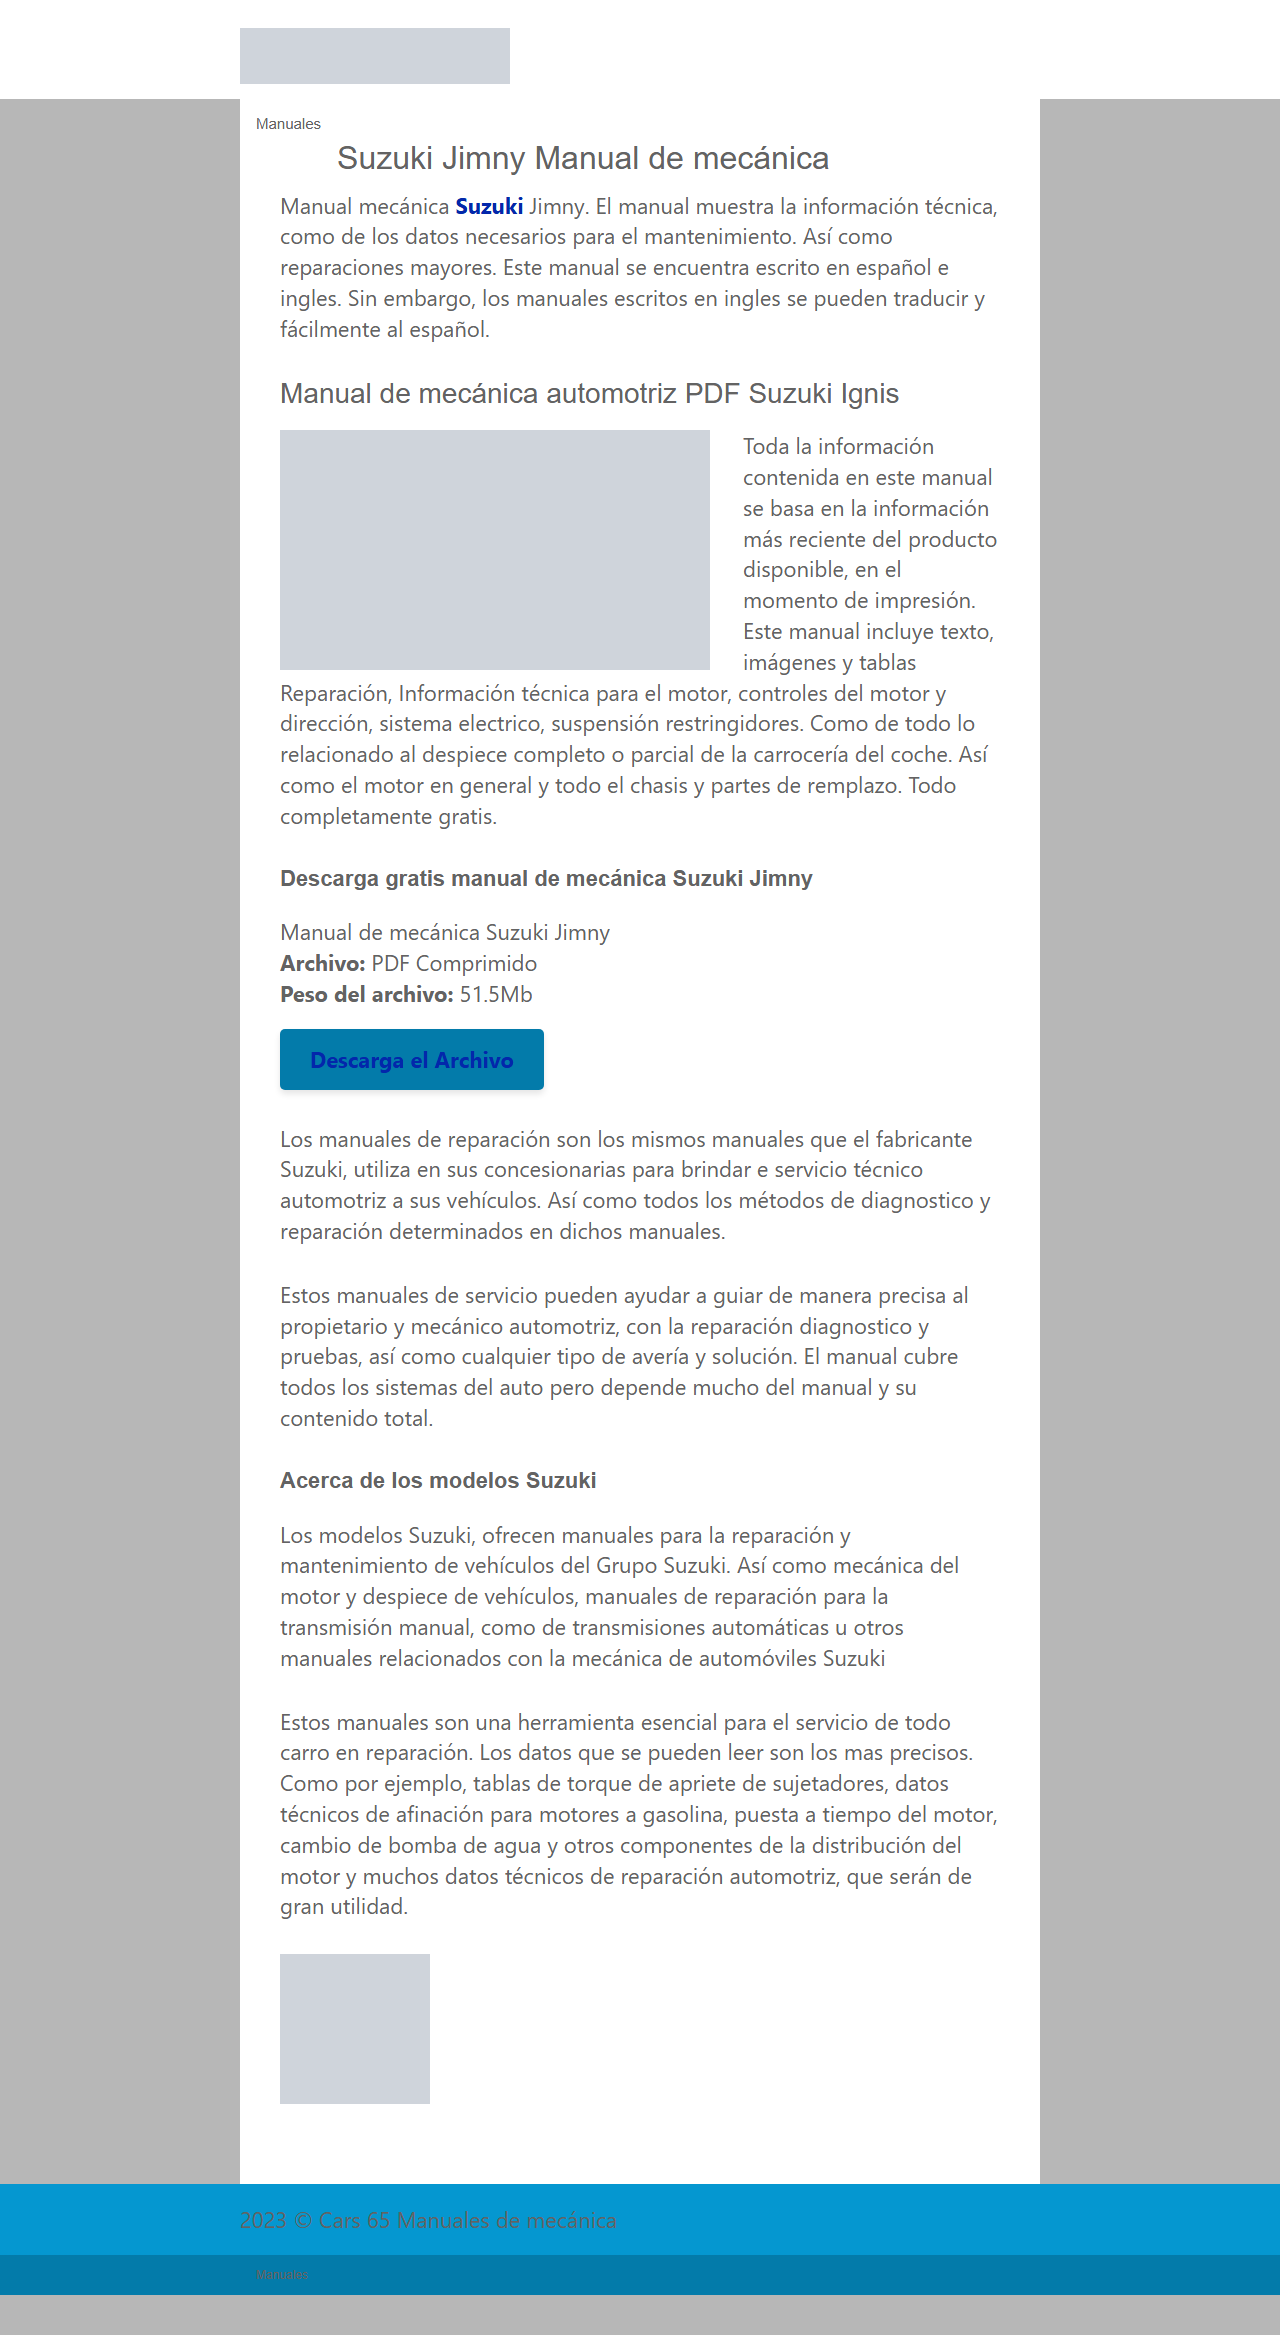 Manuales
Suzuki Jimny Manual de mecánica
Manual mecánica Suzuki Jimny. El manual muestra la información técnica,
como de los datos necesarios para el mantenimiento. Así como
reparaciones mayores. Este manual se encuentra escrito en español e
ingles. Sin embargo, los manuales escritos en ingles se pueden traducir y
fácilmente al español.
Manual de mecánica automotriz PDF Suzuki Ignis
Toda la información
contenida en este manual
se basa en la información
más reciente del producto
disponible, en el
momento de impresión.
Este manual incluye texto,
imágenes y tablas
Reparación, Información técnica para el motor, controles del motor y
dirección, sistema electrico, suspensión restringidores. Como de todo lo
relacionado al despiece completo o parcial de la carrocería del coche. Así
como el motor en general y todo el chasis y partes de remplazo. Todo
completamente gratis.
Descarga gratis manual de mecánica Suzuki Jimny
Manual de mecánica Suzuki Jimny
Archivo: PDF Comprimido
Peso del archivo: 51.5Mb
Descarga el Archivo
Los manuales de reparación son los mismos manuales que el fabricante
Suzuki, utiliza en sus concesionarias para brindar e servicio técnico
automotriz a sus vehículos. Así como todos los métodos de diagnostico y
reparación determinados en dichos manuales.
Estos manuales de servicio pueden ayudar a guiar de manera precisa al
propietario y mecánico automotriz, con la reparación diagnostico y
pruebas, así como cualquier tipo de avería y solución. El manual cubre
todos los sistemas del auto pero depende mucho del manual y su
contenido total.
Acerca de los modelos Suzuki
Los modelos Suzuki, ofrecen manuales para la reparación y
mantenimiento de vehículos del Grupo Suzuki. Así como mecánica del
motor y despiece de vehículos, manuales de reparación para la
transmisión manual, como de transmisiones automáticas u otros
manuales relacionados con la mecánica de automóviles Suzuki
Estos manuales son una herramienta esencial para el servicio de todo
carro en reparación. Los datos que se pueden leer son los mas precisos.
Como por ejemplo, tablas de torque de apriete de sujetadores, datos
técnicos de afinación para motores a gasolina, puesta a tiempo del motor,
cambio de bomba de agua y otros componentes de la distribución del
motor y muchos datos técnicos de reparación automotriz, que serán de
gran utilidad.
2023 © Cars 65 Manuales de mecánica
Manuales